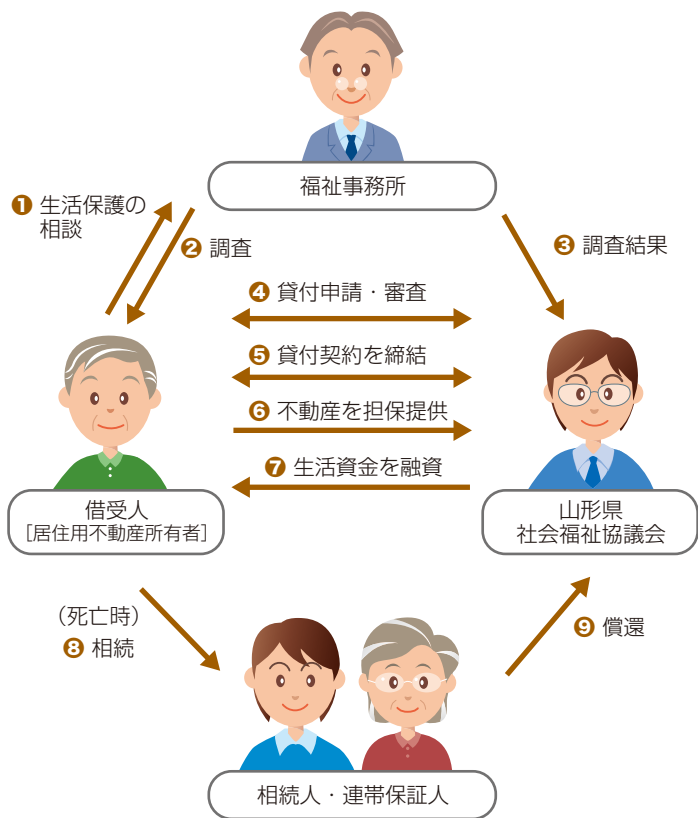 福祉事務所
❶ 生活保護の
相談
❷ 調査
❸ 調査結果
❹ 貸付申請・審査
❺ 貸付契約を締結
❻ 不動産を担保提供
❼ 生活資金を融資
借受人
［居住用不動産所有者］
山形県
社会福祉協議会
（死亡時）
❽ 相続
❾ 償還
相続人・連帯保証人